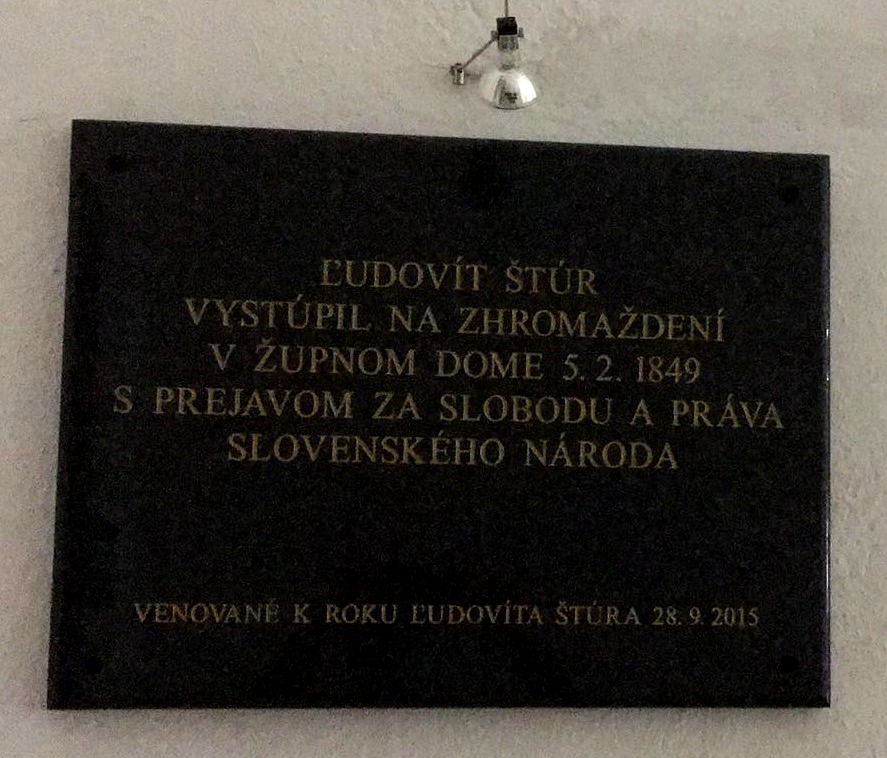 ĽUDOVÍT ŠTÚR
VYSTÚPIL NA ZHROMAŽDENÍ
V ŽUPNOM DOME 5. 2. 1849
S PREJAVOM ZA SLOBODU A PRÁVA
SLOVENSKÉHO NÁRODA
VENOVANÉ K ROKU ĽUDOVÍTA ŠTÚRA 28. 9. 2015